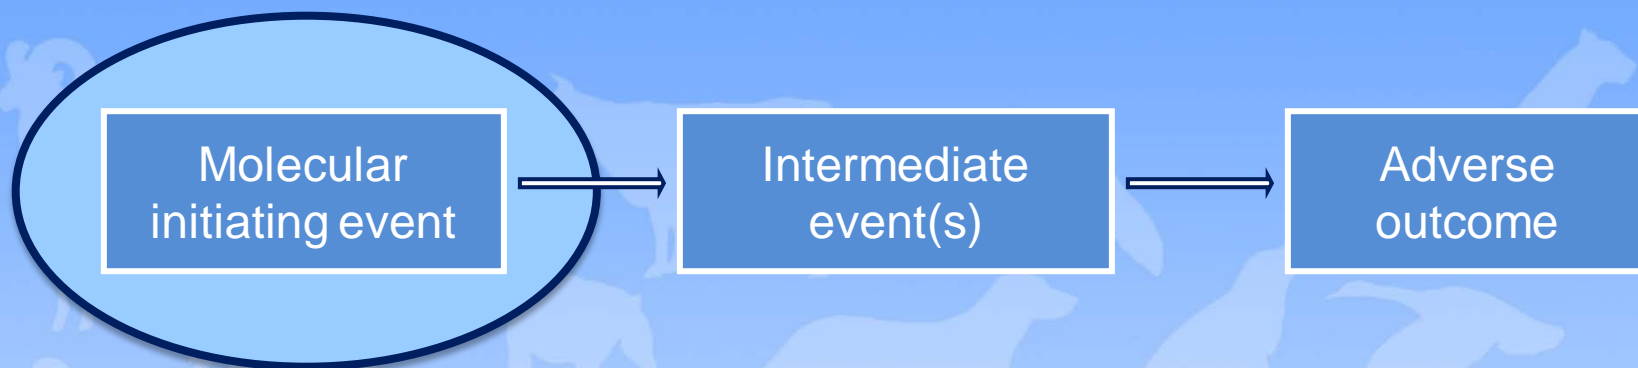 Molecular
initiating event
Intermediate
event(s)
Adverse
outcome